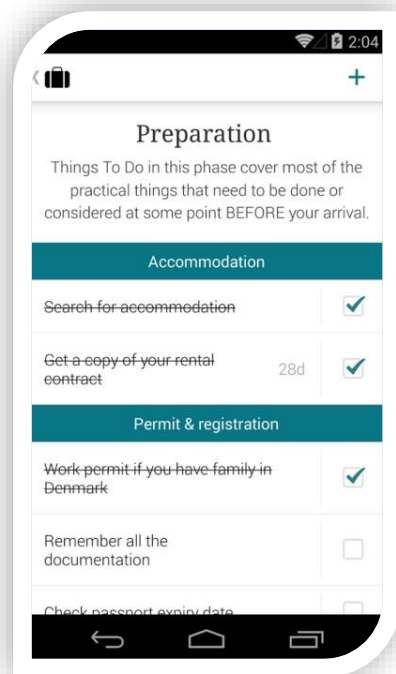 2:04
Preparation
Things To Do in this phase cover most of the
practical things that need to be done or
considered at some point BEFORE your arrival.
Accommodation
Search for accommodation
Get a copy of your rental
contract
28d
Permit & registration
Work permit if you have family in
Denmark
Remember all the
documentation
Check passport expiry date